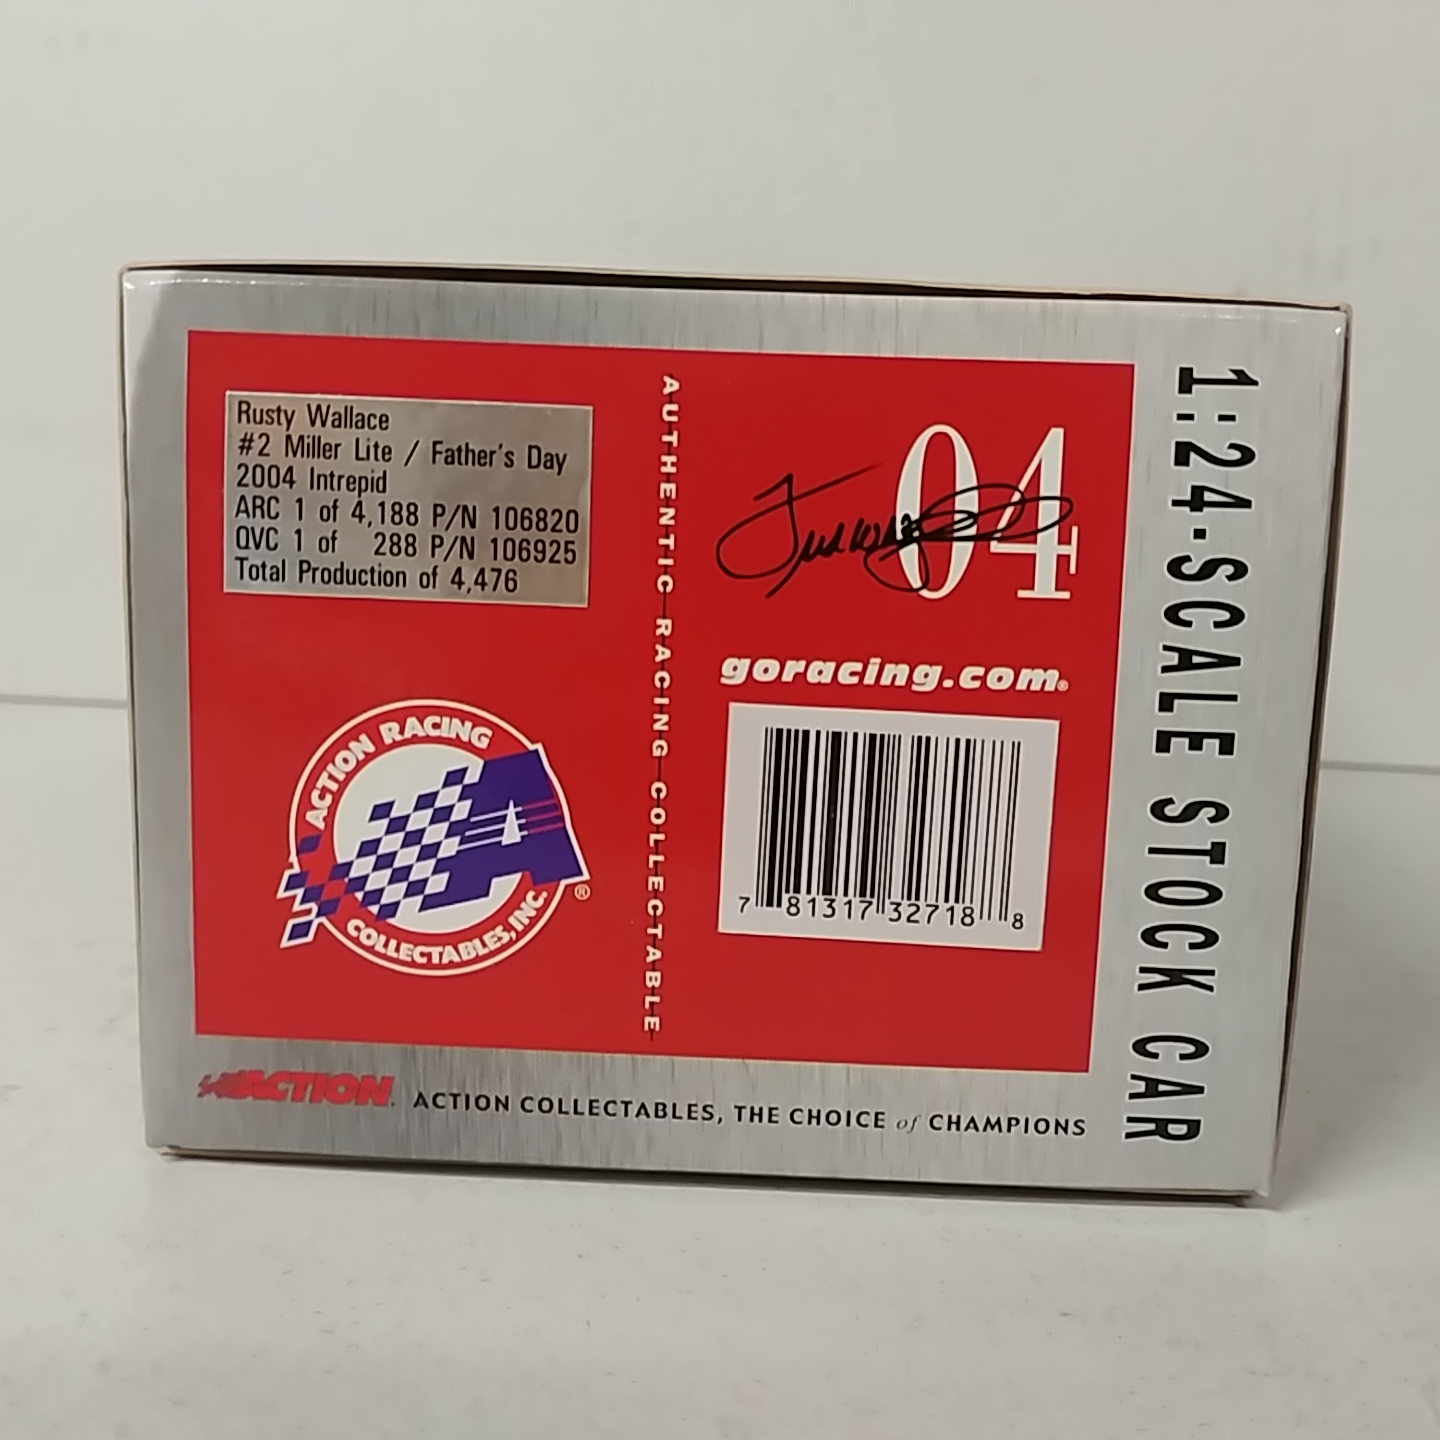 Rusty Wallace
#2 Miller Lite / Father's Day
2004 Intrepid
ARC 1 of 4,188 P/N 106820
QVC 1 of 288 P/N 106925
Total Production of 4,476
ACTION RACING
COLLECTABLES, INC.
®
AUTHENTIC RACING COLLECTABLE
04
goracing.com®
7 81317 32718 8
1:24-SCALE STOCK CAR
ACTION. ACTION COLLECTABLES, THE CHOICE of CHAMPIONS